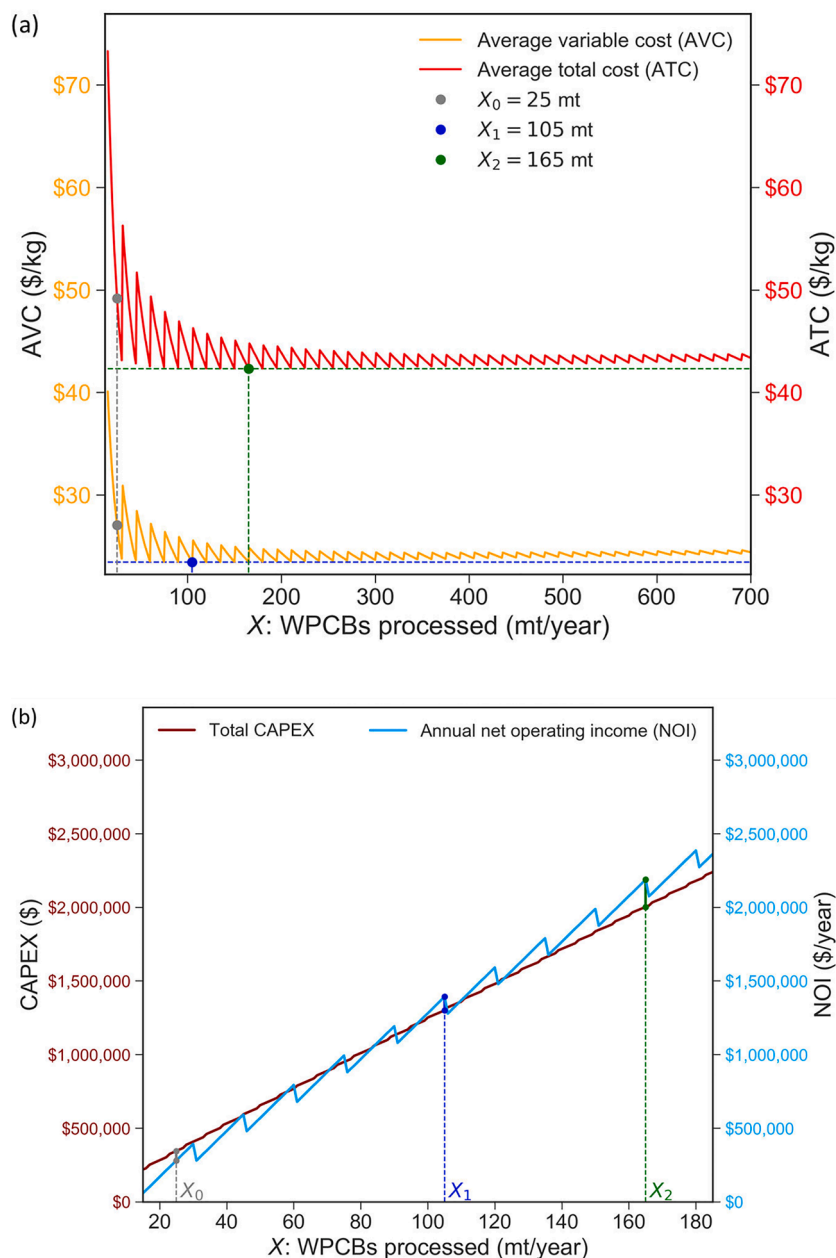 (a)
Average variable cost (AVC)
Average total cost (ATC)
X₀ = 25 mt
X₁ = 105 mt
X₂ = 165 mt
$70 $70
$60 $60
$50 $50
$40 $40
$30 $30
AVC ($/kg)
ATC ($/kg)
100 200 300 400 500 600 700
X: WPCBs processed (mt/year)
(b)
Total CAPEX Annual net operating income (NOI)
$3,000,000 $3,000,000
$2,500,000 $2,500,000
$2,000,000 $2,000,000
$1,500,000 $1,500,000
$1,000,000 $1,000,000
$500,000 $500,000
$0 $0
CAPEX ($)
NOI ($/year)
X₀ X₁ X₂
20 40 60 80 100 120 140 160 180
X: WPCBs processed (mt/year)